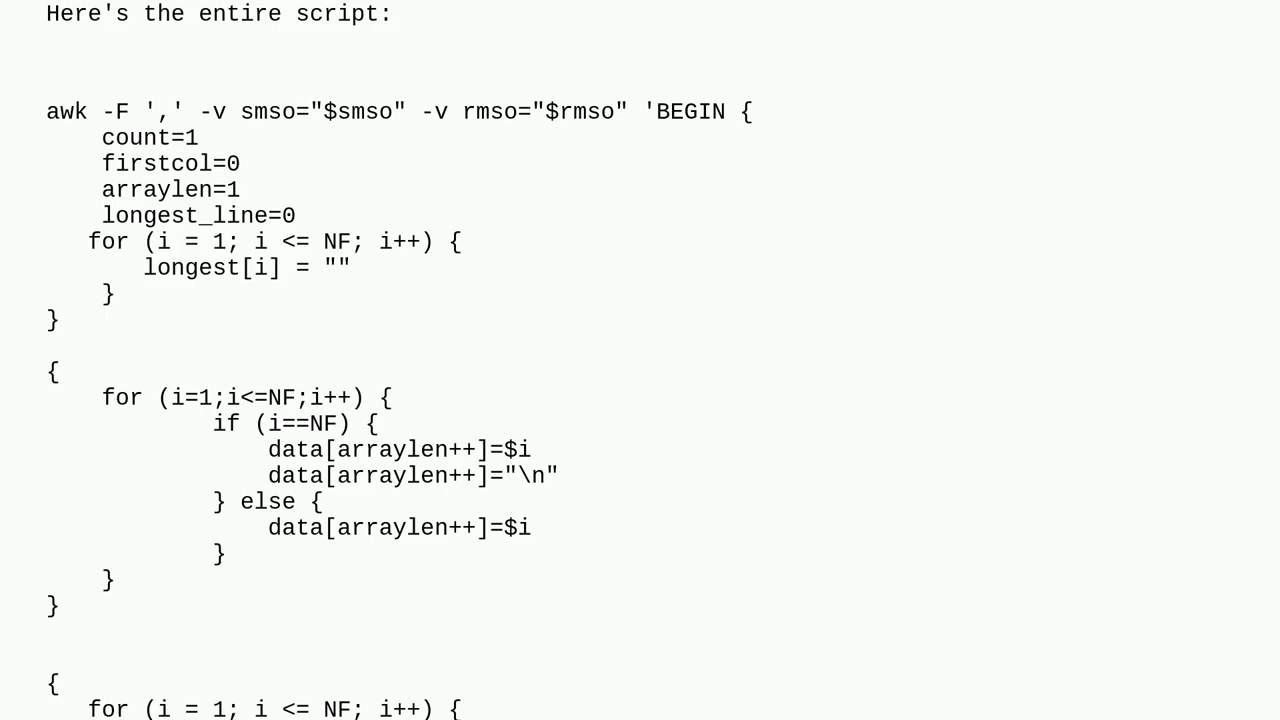 Here's the entire script:
awk -F ',' -v smso="$smso" -v rmso="$rmso" 'BEGIN {
    count=1
    firstcol=0
    arraylen=1
    longest_line=0
   for (i = 1; i <= NF; i++) {
       longest[i] = ""
    }
}
{
    for (i=1;i<=NF;i++) {
            if (i==NF) {
                data[arraylen++]=$i
                data[arraylen++]="\n"
            } else {
                data[arraylen++]=$i
            }
    }
}
{
   for (i = 1; i <= NF; i++) {